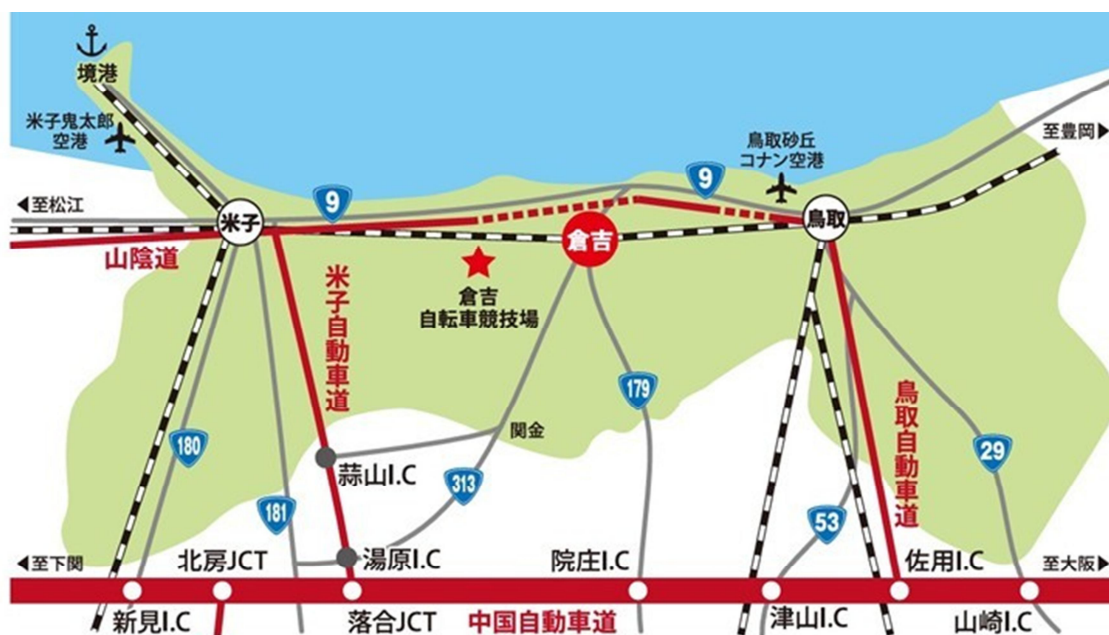 境港
米子鬼太郎
空港
鳥取砂丘
コナン空港
至豊岡▶
◀至松江
9
9
米子
倉吉
鳥取
山陰道
倉吉
自転車競技場
米子自動車道
鳥取自動車道
179
180
関金
29
蒜山I.C
313
181
53
◀至下関
北房JCT
湯原I.C
院庄I.C
佐用I.C
至大阪▶
新見I.C
落合JCT
中国自動車道
津山I.C
山崎I.C